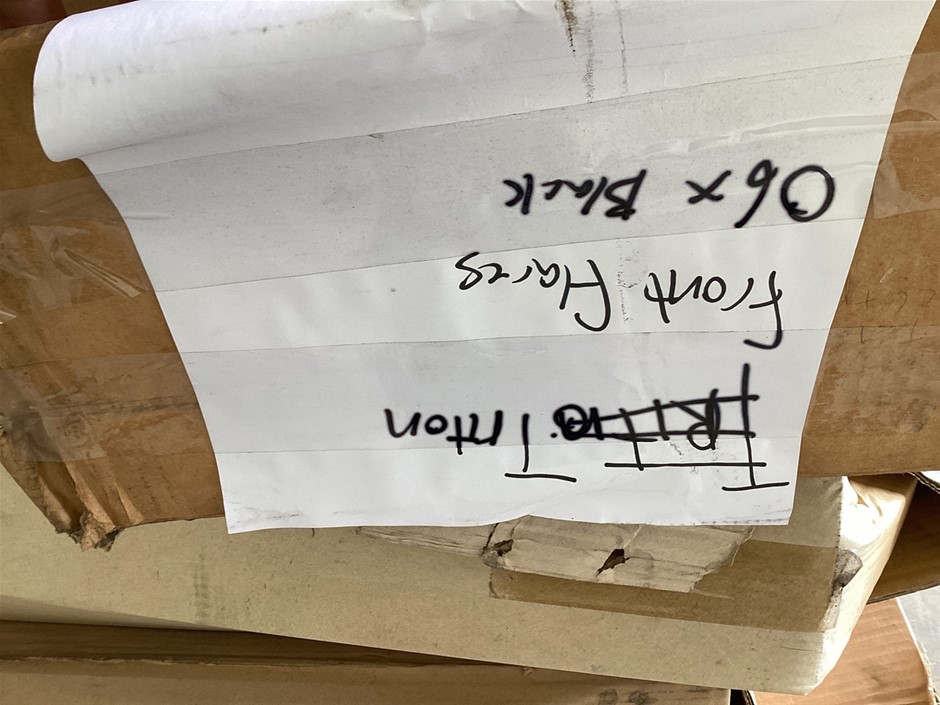 Triton
Front flares
06 x Black